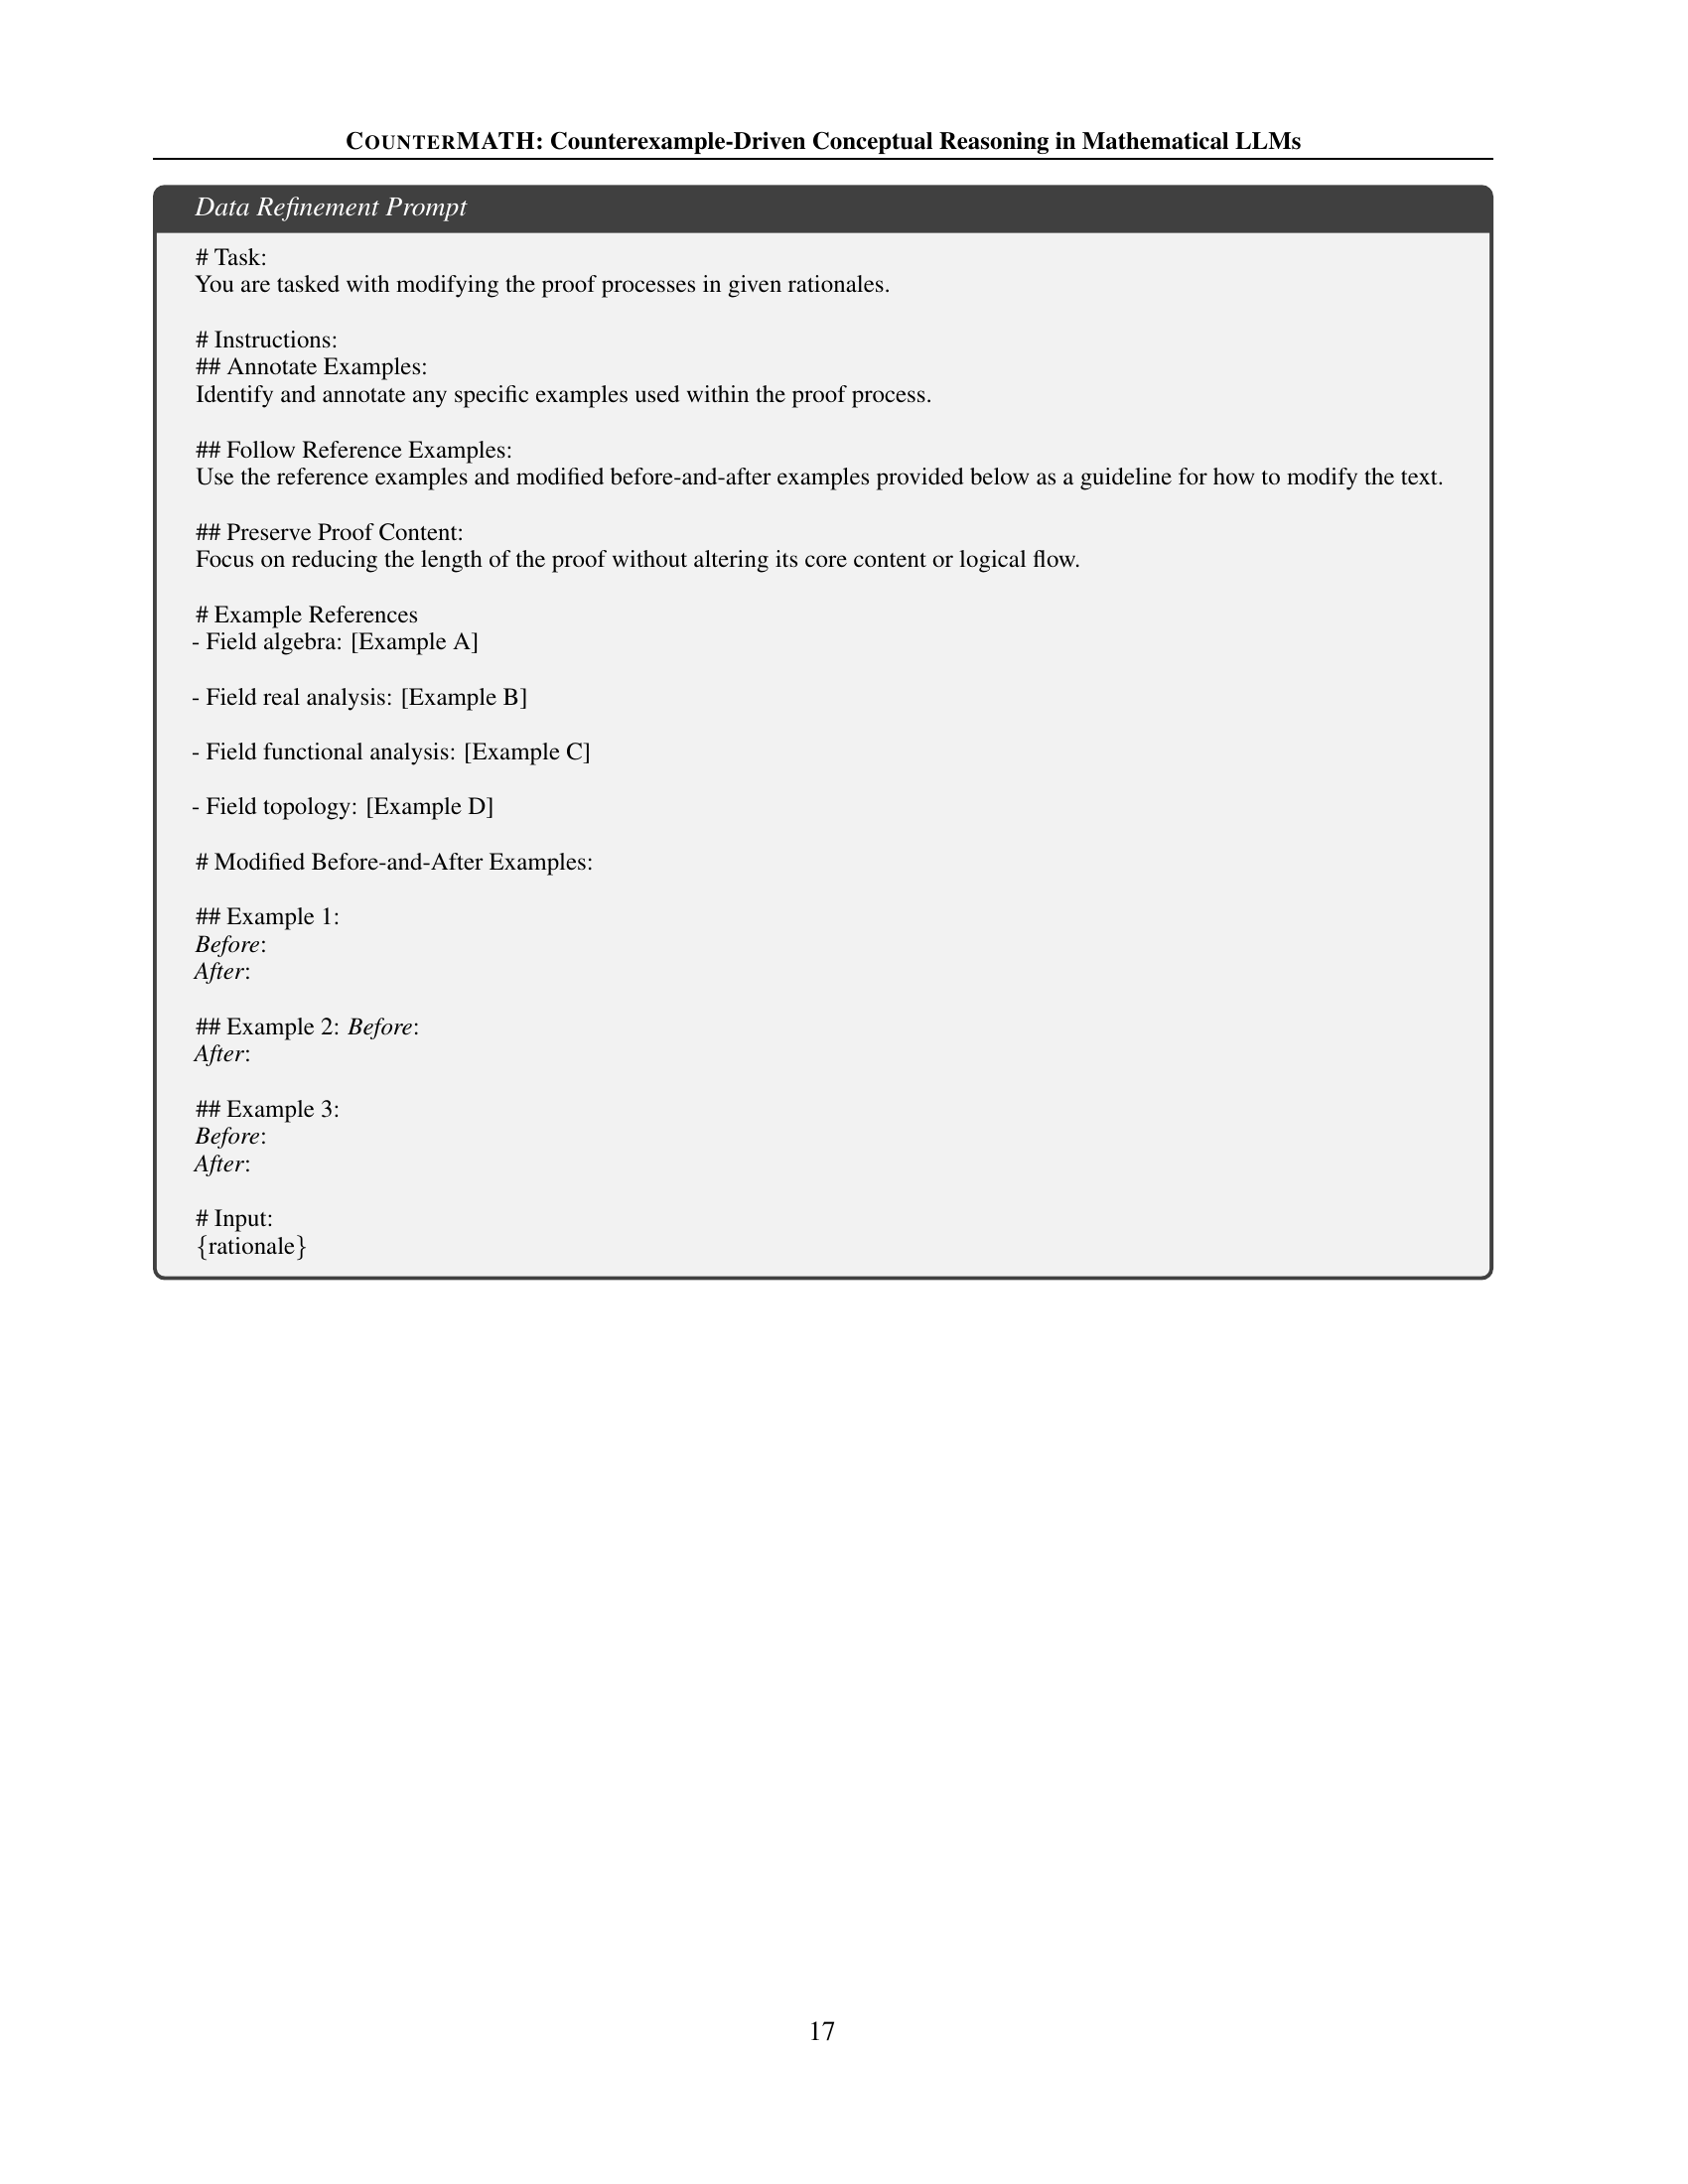 COUNTERMATH: Counterexample-Driven Conceptual Reasoning in Mathematical LLMs
Data Refinement Prompt
# Task:
You are tasked with modifying the proof processes in given rationales.
# Instructions:
## Annotate Examples:
Identify and annotate any specific examples used within the proof process.
## Follow Reference Examples:
Use the reference examples and modified before-and-after examples provided below as a guideline for how to modify the text.
## Preserve Proof Content:
Focus on reducing the length of the proof without altering its core content or logical flow.
# Example References
- Field algebra: [Example A]
- Field real analysis: [Example B]
- Field functional analysis: [Example C]
- Field topology: [Example D]
# Modified Before-and-After Examples:
## Example 1:
Before:
After:
## Example 2: Before:
After:
## Example 3:
Before:
After:
# Input:
{rationale}
17